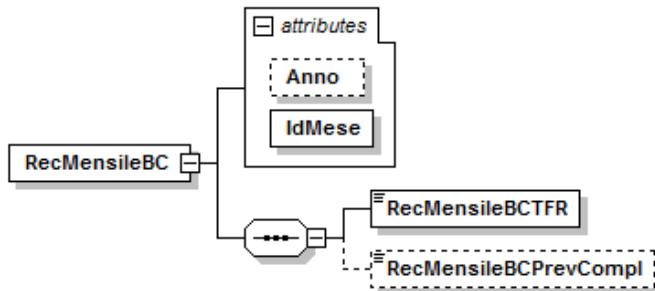 attributes
Anno
IdMese
RecMensileBC
RecMensileBCTFR
RecMensileBCPrevCompl